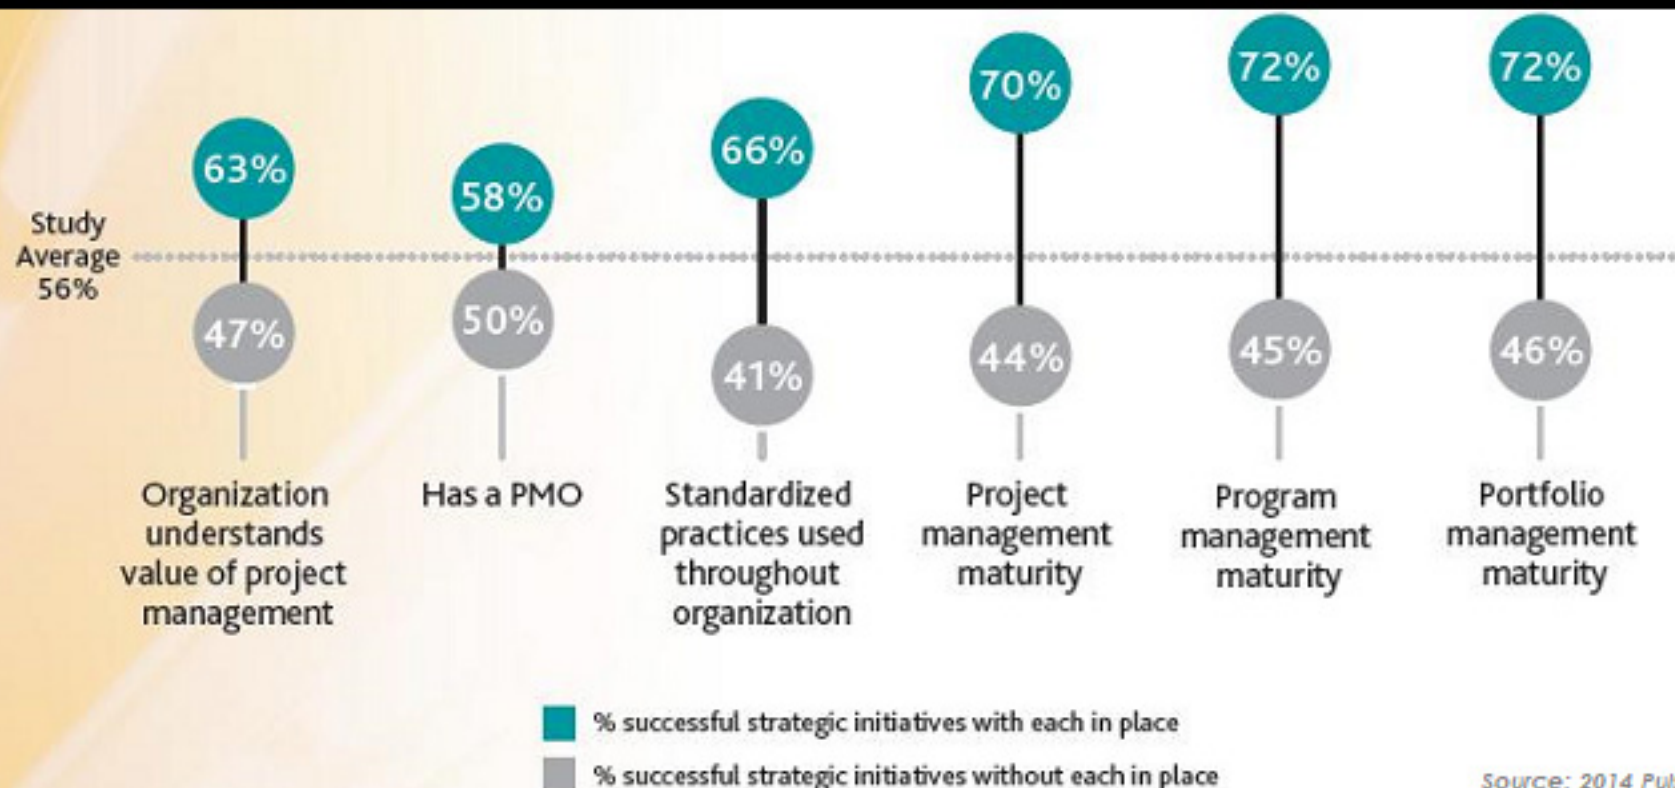 63%
58%
66%
70%
72%
72%
Study
Average
56%
47%
50%
41%
44%
45%
46%
Organization
understands
value of project
management
Has a PMO
Standardized
practices used
throughout
organization
Project
management
maturity
Program
management
maturity
Portfolio
management
maturity
% successful strategic initiatives with each in place
% successful strategic initiatives without each in place
Source: 2014